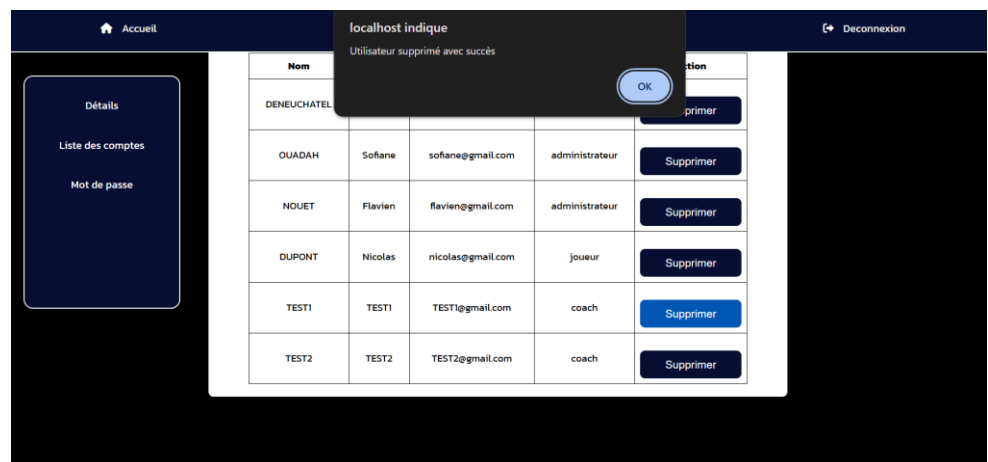 Accueil
localhost indique
Utilisateur supprimé avec succès
OK
Deconnexion
Détails
Liste des comptes
Mot de passe
Nom
DENEUCHATEL
OUADAH Sofiane sofiane@gmail.com administrateur Supprimer
NOUET Flavien flavien@gmail.com administrateur Supprimer
DUPONT Nicolas nicolas@gmail.com joueur Supprimer
TEST1 TEST1 TEST1@gmail.com coach Supprimer
TEST2 TEST2 TEST2@gmail.com coach Supprimer